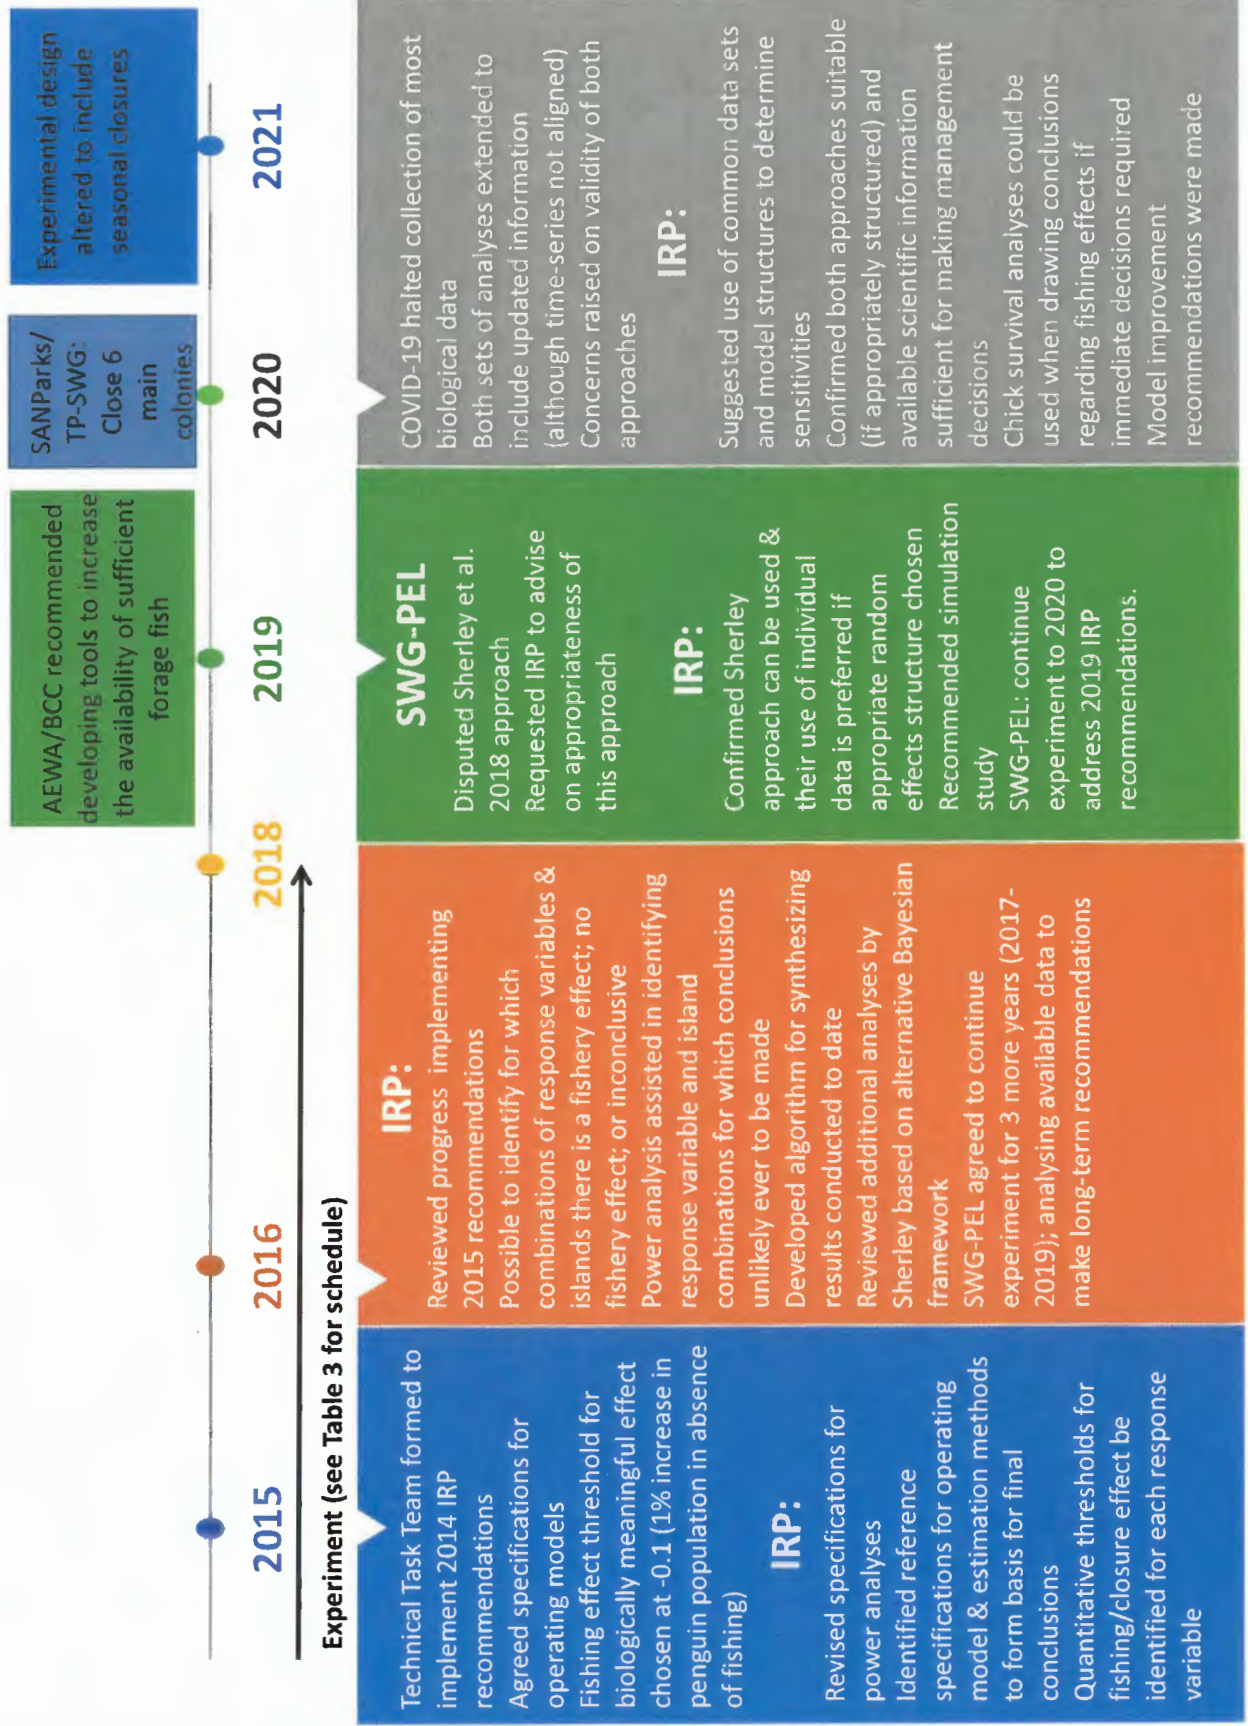 AEWA/BCC recommended
developing tools to increase
the availability of sufficient
forage fish
SANParks/
TP-SWG:
Close 6
main
colonies
Experimental design
altered to include
seasonal closures
2015
2016
2018
2019
2020
2021
Experiment (see Table 3 for schedule)
Technical Task Team formed to
implement 2014 IRP
recommendations
Agreed specifications for
operating models
Fishing effect threshold for
biologically meaningful effect
chosen at -0.1 (1% increase in
penguin population in absence
of fishing)
IRP:
Revised specifications for
power analyses
Identified reference
specifications for operating
model & estimation methods
to form basis for final
conclusions
Quantitative thresholds for
fishing/closure effect be
identified for each response
variable
IRP:
Reviewed progress implementing
2015 recommendations
Possible to identify for which
combinations of response variables &
islands there is a fishery effect; no
fishery effect; or inconclusive
Power analysis assisted in identifying
response variable and island
combinations for which conclusions
unlikely ever to be made
Developed algorithm for synthesizing
results conducted to date
Reviewed additional analyses by
Sherley based on alternative Bayesian
framework
SWG-PEL agreed to continue
experiment for 3 more years (2017-
2019); analysing available data to
make long-term recommendations
SWG-PEL
Disputed Sherley et al.
2018 approach
Requested IRP to advise
on appropriateness of
this approach
IRP:
Confirmed Sherley
approach can be used &
their use of individual
data is preferred if
appropriate random
effects structure chosen
Recommended simulation
study
SWG-PEL: continue
experiment to 2020 to
address 2019 IRP
recommendations.
COVID-19 halted collection of most
biological data
Both sets of analyses extended to
include updated information
(although time-series not aligned)
Concerns raised on validity of both
approaches
IRP:
Suggested use of common data sets
and model structures to determine
sensitivities
Confirmed both approaches suitable
(if appropriately structured) and
available scientific information
sufficient for making management
decisions
Chick survival analyses could be
used when drawing conclusions
regarding fishing effects if
immediate decisions required
Model improvement
recommendations were made